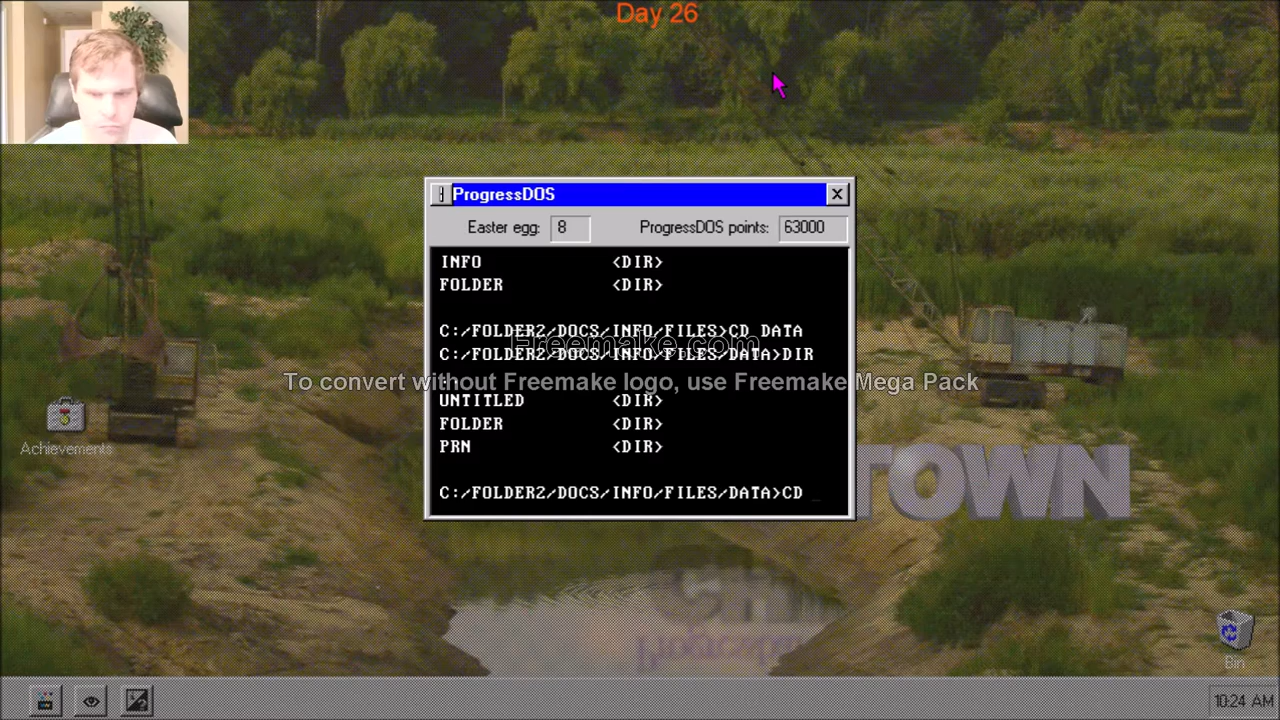 Day 26
ProgressDOS
Easter egg: 8 ProgressDOS points: 63000
INFO <DIR>
FOLDER <DIR>
C:/FOLDER2/DOCS/INFO/FILES>CD DATA
Freemake.com
C:/FOLDER2/DOCS/INFO/FILES/DATA>DIR
..
To convert without Freemake logo, use Freemake Mega Pack
UNTITLED <DIR>
FOLDER <DIR>
PRN <DIR>
C:/FOLDER2/DOCS/INFO/FILES/DATA>CD _
Achievements
TOWN
Bin
10:24 AM